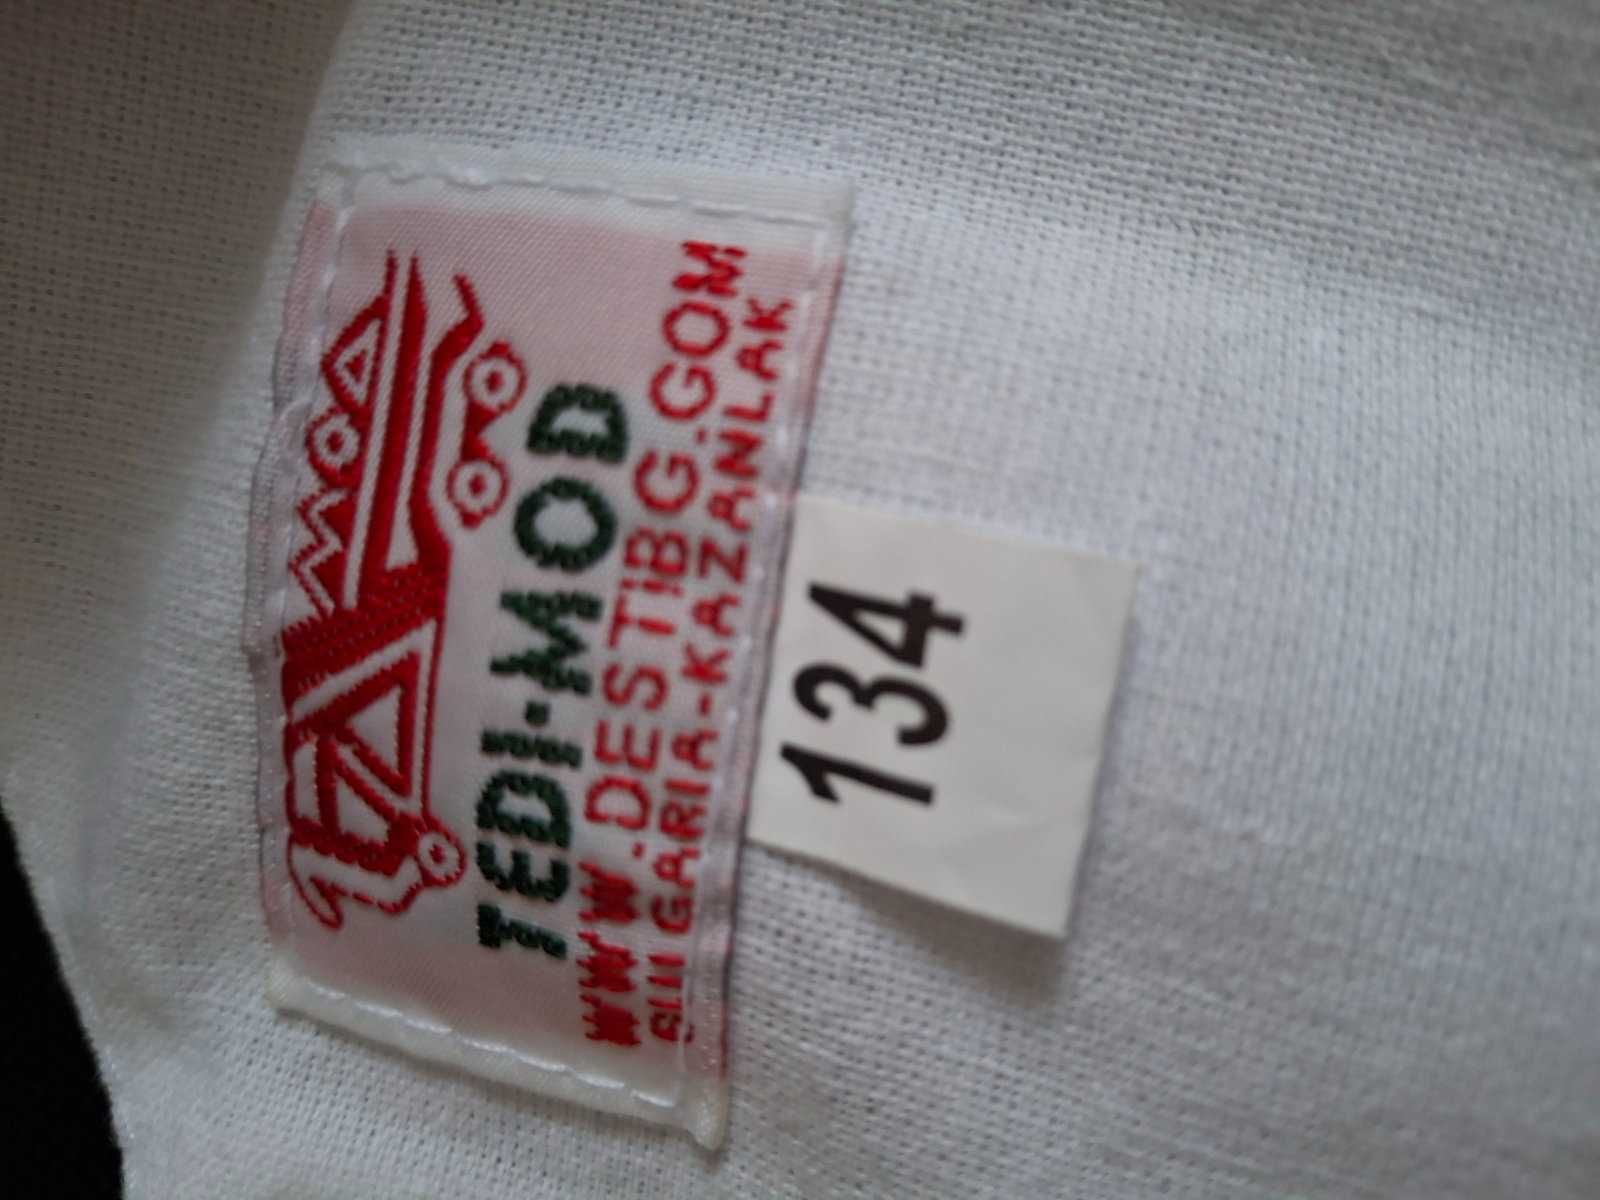 TEDI-MOD
WWW.DESTIBG.COM
BULGARIA-KAZANLAK
134